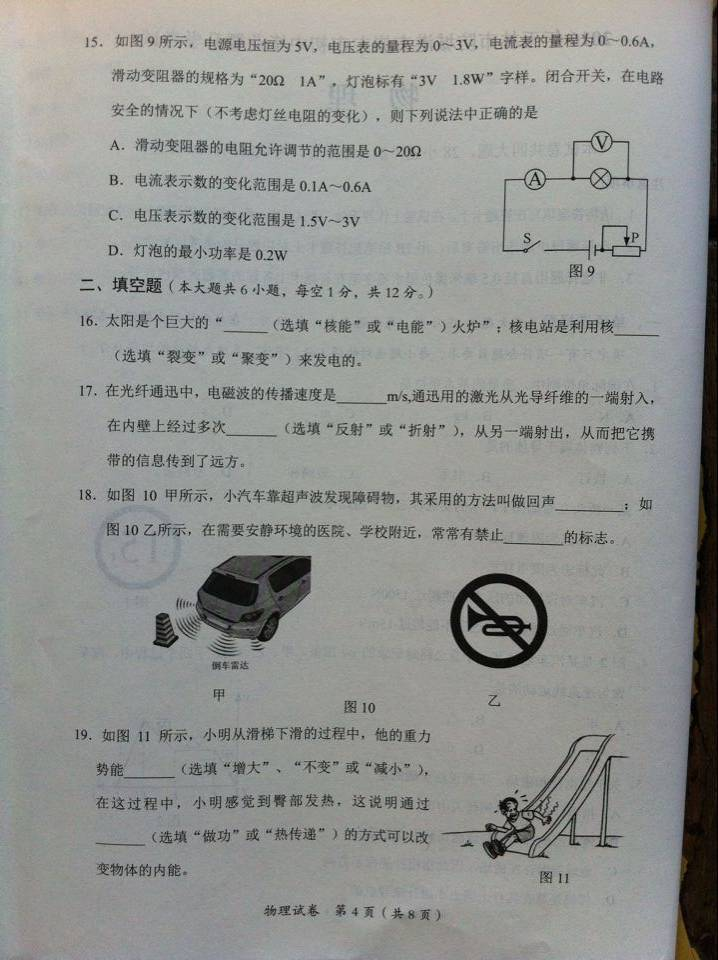 15．如图9所示，电源电压恒为5V，电压表的量程为0～3V，电流表的量程为0～0.6A，
滑动变阻器的规格为“20Ω 1A”，灯泡标有“3V 1.8W”字样。闭合开关，在电路
安全的情况下（不考虑灯丝电阻的变化），则下列说法中正确的是
A．滑动变阻器的电阻允许调节的范围是0～20Ω
B．电流表示数的变化范围是0.1A～0.6A
C．电压表示数的变化范围是1.5V～3V
D．灯泡的最小功率是0.2W
V
A
S
P
图9
二、填空题（本大题共6小题，每空1分，共12分。）
16．太阳是个巨大的“______（选填“核能”或“电能”）火炉”；核电站是利用核______
（选填“裂变”或“聚变”）来发电的。
17．在光纤通迅中，电磁波的传播速度是______m/s,通迅用的激光从光导纤维的一端射入，
在内壁上经过多次______（选填“反射”或“折射”），从另一端射出，从而把它携
带的信息传到了远方。
18．如图 10 甲所示，小汽车靠超声波发现障碍物，其采用的方法叫做回声________；如
图10乙所示，在需要安静环境的医院、学校附近，常常有禁止_______的标志。
倒车雷达
甲
乙
图10
19．如图 11 所示，小明从滑梯下滑的过程中，他的重力
势能______（选填“增大”、“不变”或“减小”），
在这过程中，小明感觉到臀部发热，这说明通过
______（选填“做功”或“热传递”）的方式可以改
变物体的内能。
图11
物理试卷 第4页（共8页）